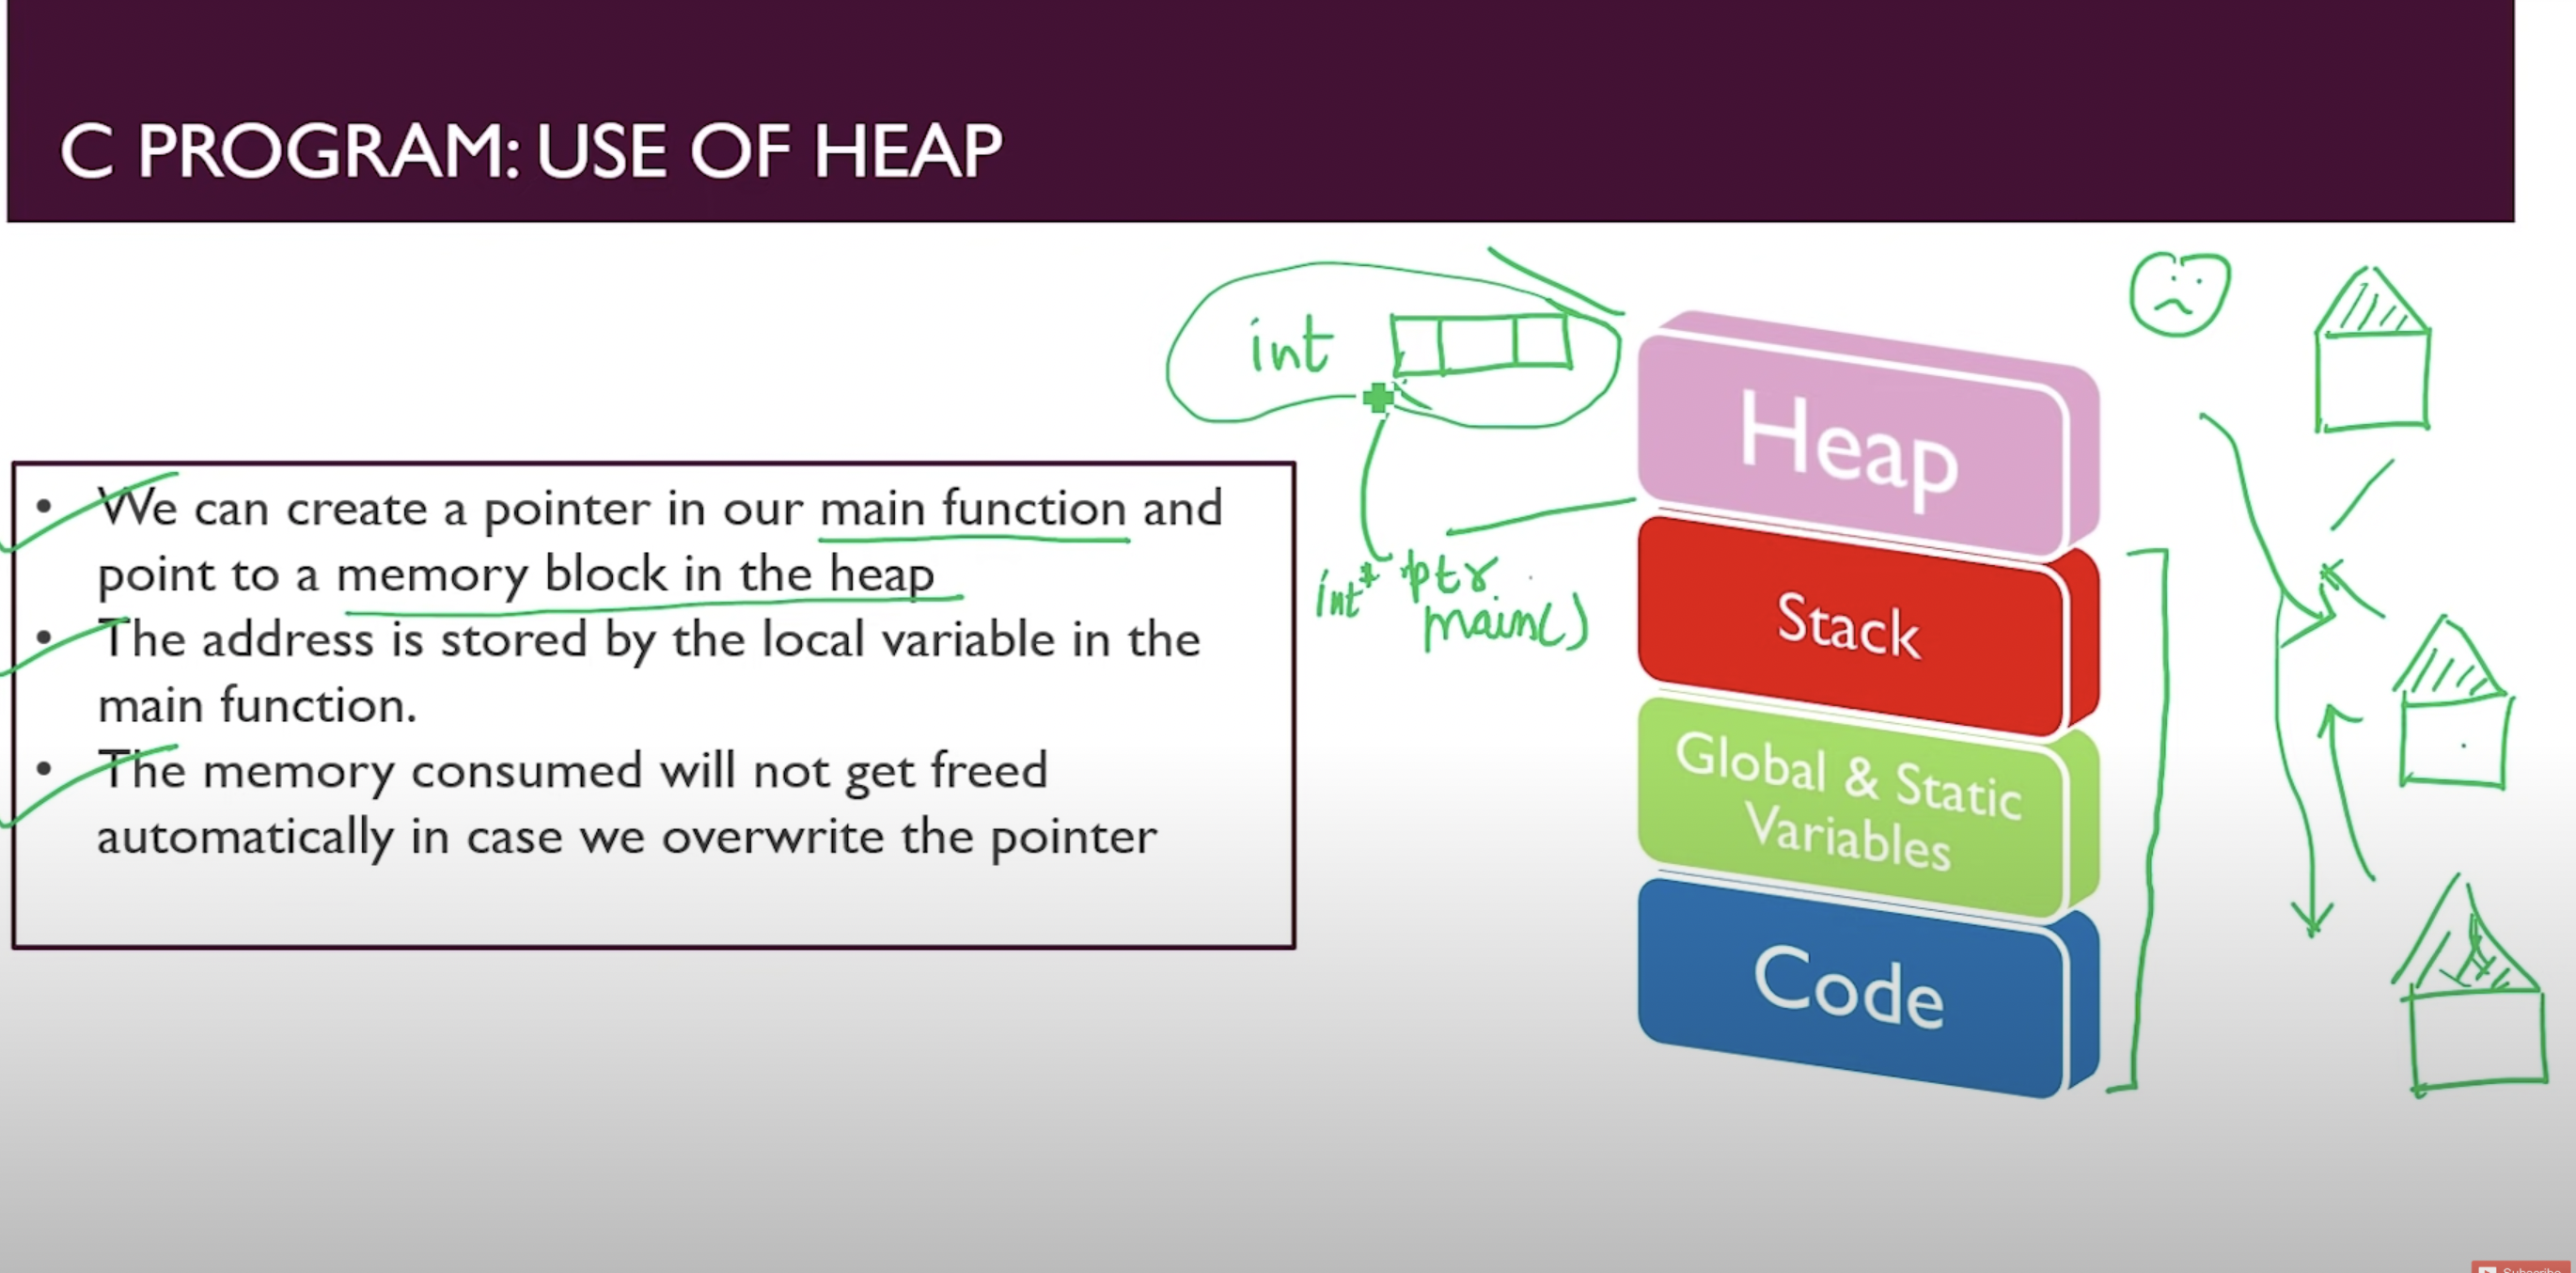 C PROGRAM: USE OF HEAP
int
Heap
• We can create a pointer in our main function and
point to a memory block in the heap
int* ptr
main()
Stack
• The address is stored by the local variable in the
main function.
Global & Static
Variables
• The memory consumed will not get freed
automatically in case we overwrite the pointer
Code
Subscribe